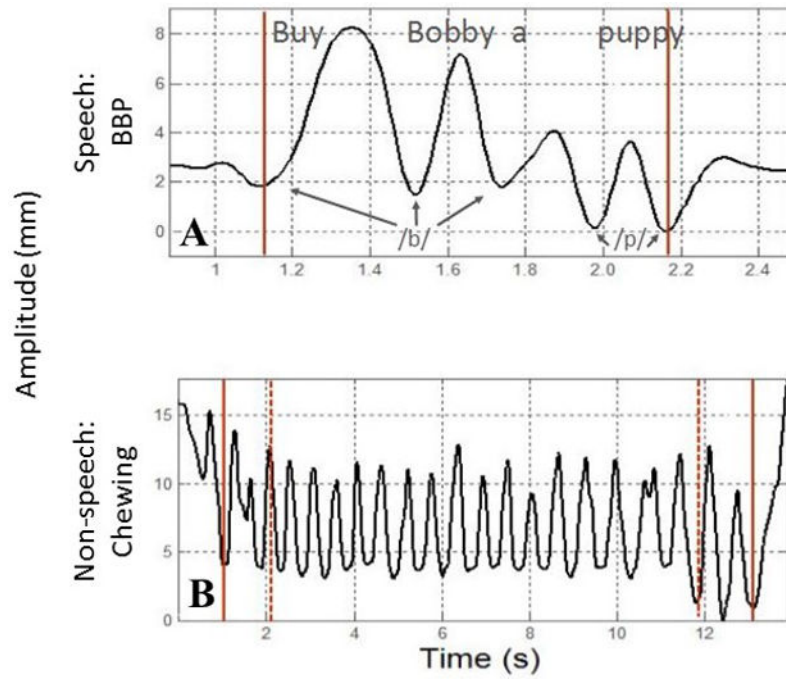 Amplitude (mm)
Speech:
BBP
8
6
4
2
0
Buy Bobby a puppy
/b/ /p/
A
1 1.2 1.4 1.6 1.8 2.0 2.2 2.4
Non-speech:
Chewing
15
10
5
0
B
2 4 6 8 10 12
Time (s)